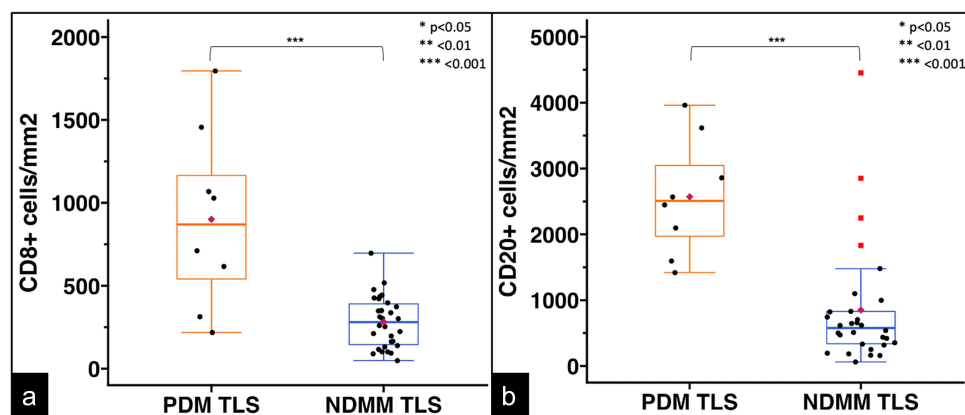 CD8+ cells/mm2
2000
1500
1000
500
0
***
* p<0.05
** <0.01
*** <0.001
PDM TLS
NDMM TLS
a
CD20+ cells/mm2
5000
4000
3000
2000
1000
0
***
* p<0.05
** <0.01
*** <0.001
PDM TLS
NDMM TLS
b